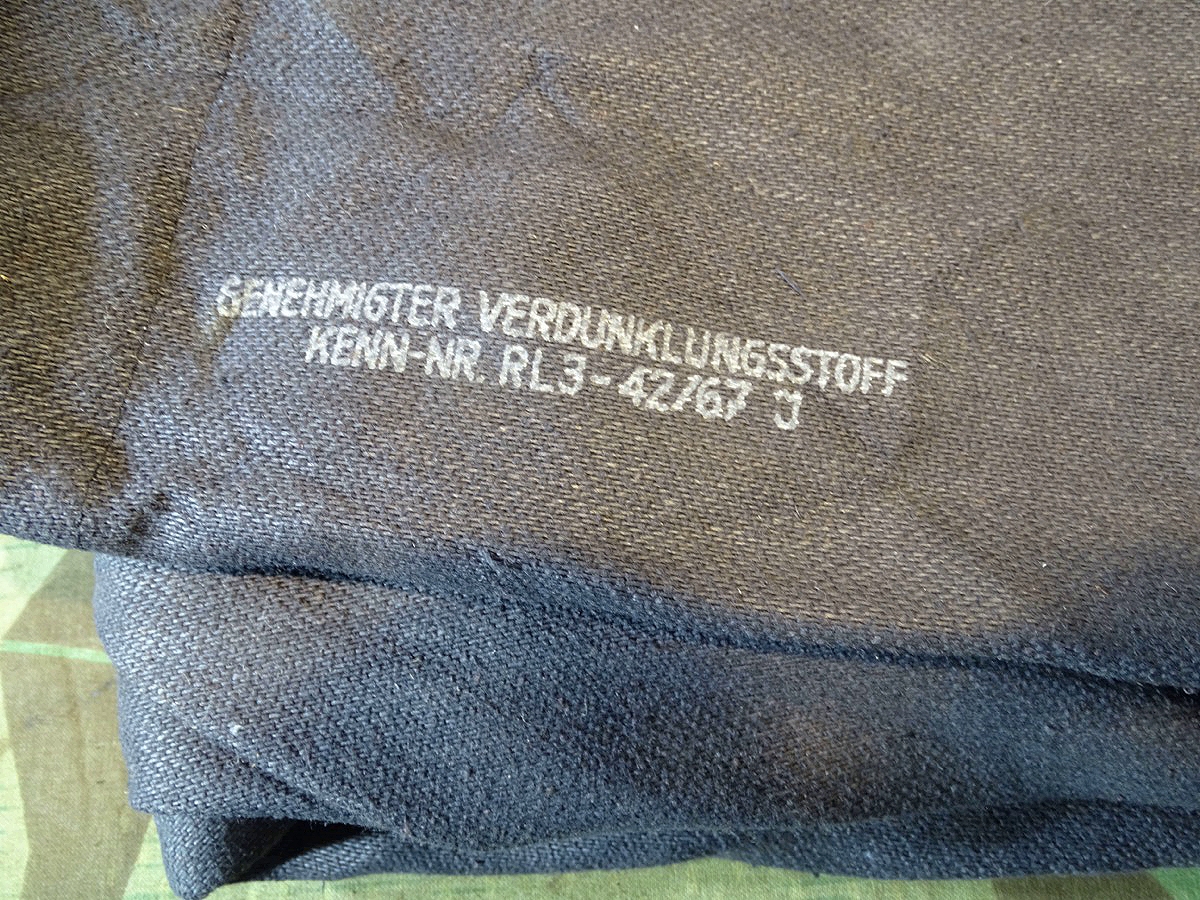 GENEHMIGTER VERDUNKLUNGSSTOFF
KENN-NR. RL3-42/67 J